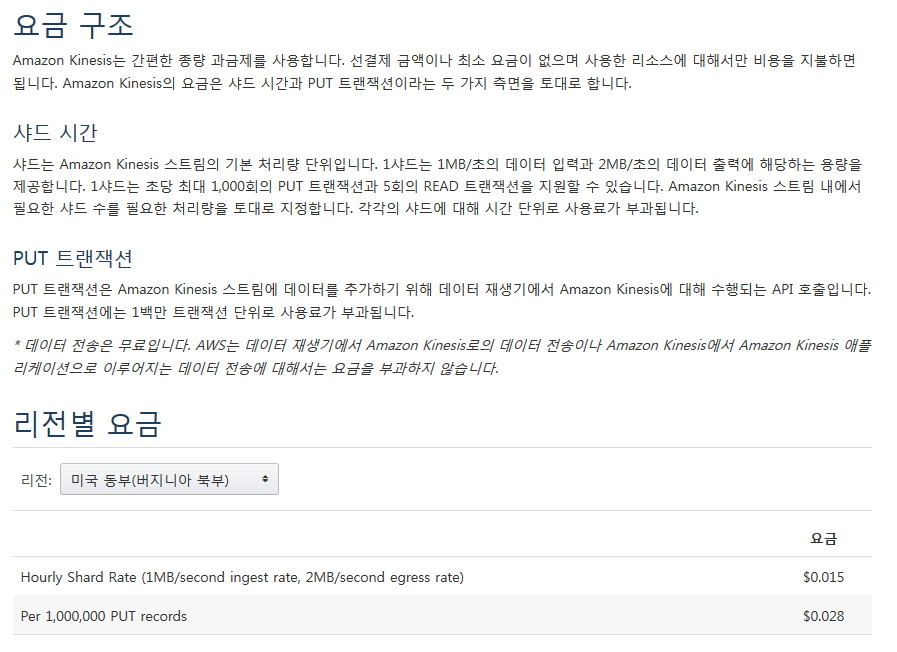 요금 구조
Amazon Kinesis는 간편한 종량 과금제를 사용합니다. 선결제 금액이나 최소 요금이 없으며 사용한 리소스에 대해서만 비용을 지불하면
됩니다. Amazon Kinesis의 요금은 샤드 시간과 PUT 트랜잭션이라는 두 가지 측면을 토대로 합니다.
샤드 시간
샤드는 Amazon Kinesis 스트림의 기본 처리량 단위입니다. 1샤드는 1MB/초의 데이터 입력과 2MB/초의 데이터 출력에 해당하는 용량을
제공합니다. 1샤드는 초당 최대 1,000회의 PUT 트랜잭션과 5회의 READ 트랜잭션을 지원할 수 있습니다. Amazon Kinesis 스트림 내에서
필요한 샤드 수를 필요한 처리량을 토대로 지정합니다. 각각의 샤드에 대해 시간 단위로 사용료가 부과됩니다.
PUT 트랜잭션
PUT 트랜잭션은 Amazon Kinesis 스트림에 데이터를 추가하기 위해 데이터 재생기에서 Amazon Kinesis에 대해 수행되는 API 호출입니다.
PUT 트랜잭션에는 1백만 트랜잭션 단위로 사용료가 부과됩니다.
* 데이터 전송은 무료입니다. AWS는 데이터 재생기에서 Amazon Kinesis로의 데이터 전송이나 Amazon Kinesis에서 Amazon Kinesis 애플
리케이션으로 이루어지는 데이터 전송에 대해서는 요금을 부과하지 않습니다.
리전별 요금
리전: 미국 동부(버지니아 북부)
요금
Hourly Shard Rate (1MB/second ingest rate, 2MB/second egress rate) $0.015
Per 1,000,000 PUT records $0.028